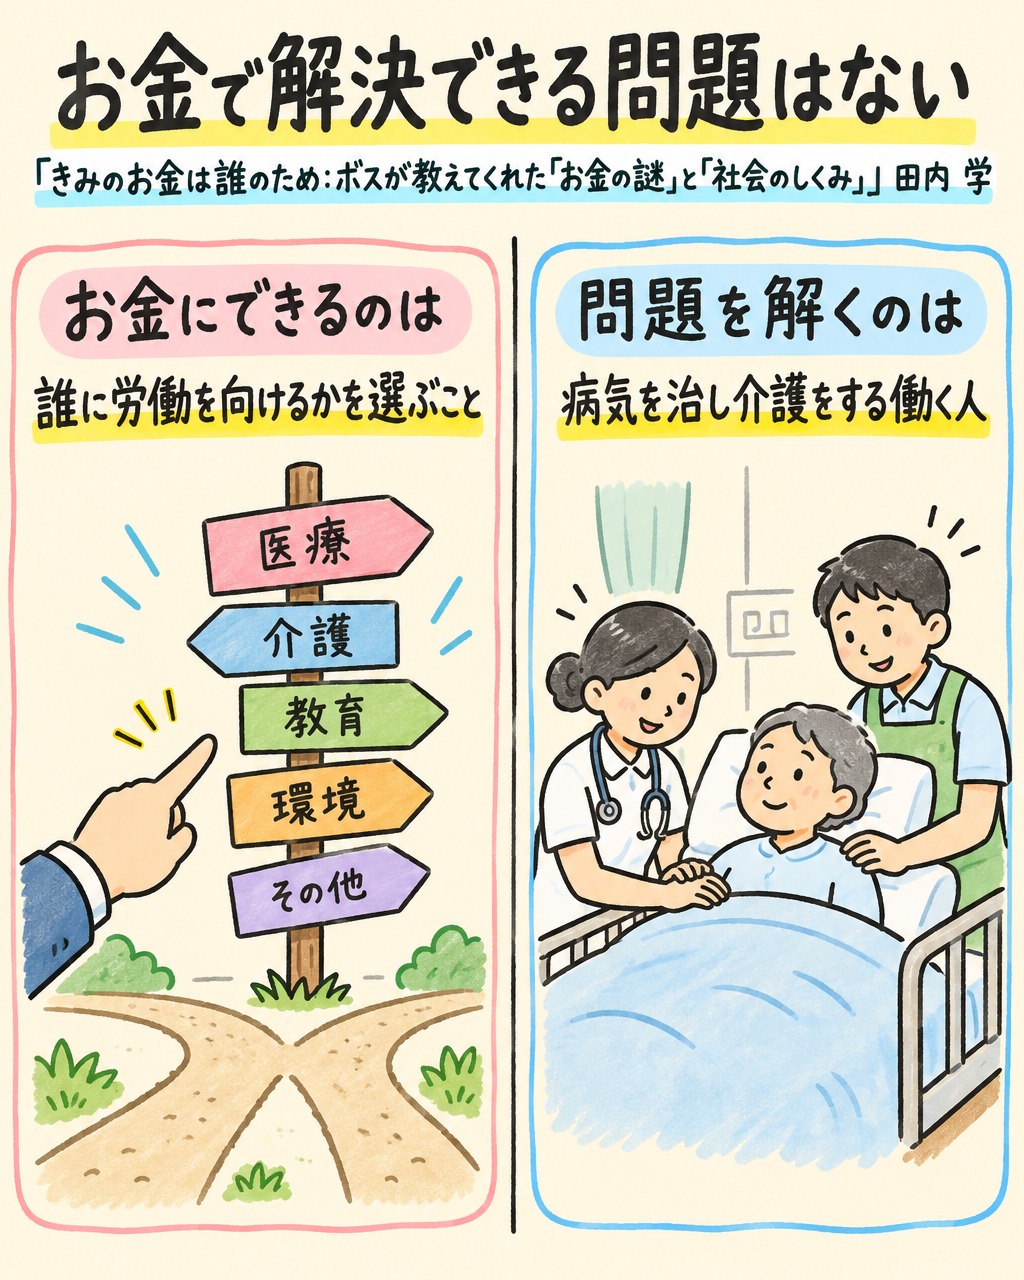 お金で解決できる問題はない
「きみのお金は誰のため:ボスが教えてくれた「お金の謎」と「社会のしくみ」」田内 学
お金にできるのは
誰に労働を向けるかを選ぶこと
医療
介護
教育
環境
その他
問題を解くのは
病気を治し介護をする働く人